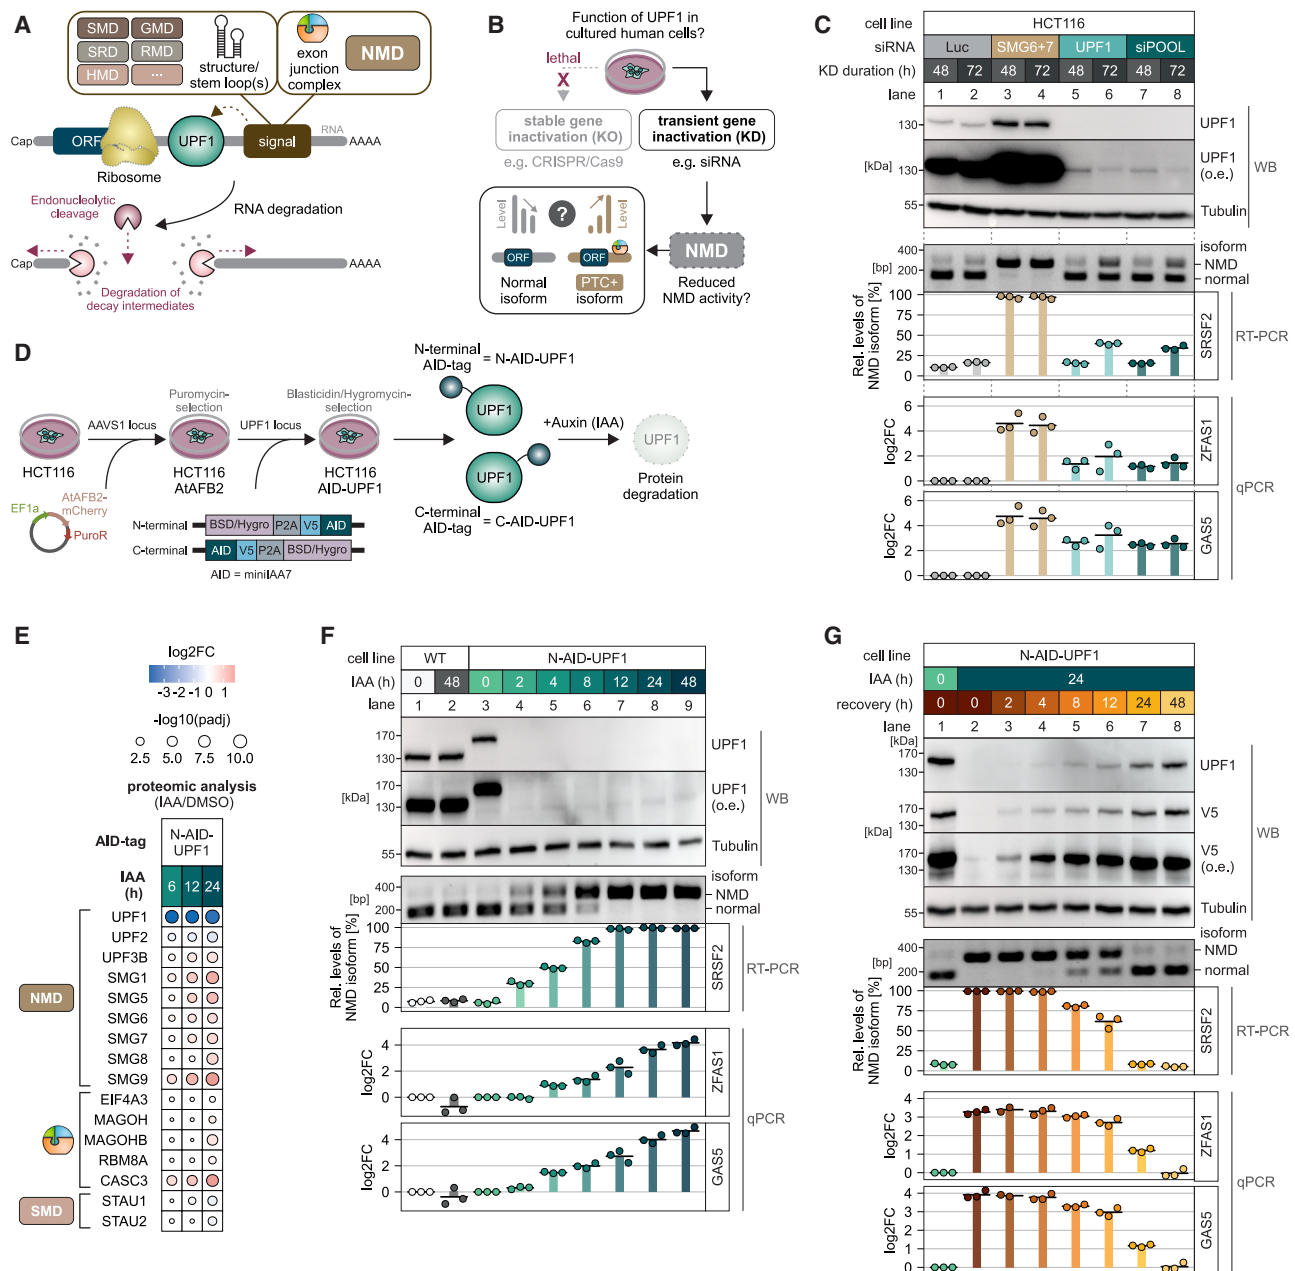 A
SMD GMD
SRD RMD
HMD ...
structure/
stem loop(s)
exon
junction
complex
NMD
Cap
ORF
UPF1
signal
RNA
AAAA
Ribosome
Endonucleolytic
cleavage
RNA degradation
Cap
AAAA
Degradation of
decay intermediates
B
Function of UPF1 in
cultured human cells?
lethal
X
stable gene
inactivation (KO)
transient gene
inactivation (KD)
e.g. CRISPR/Cas9
e.g. siRNA
Level
?
Level
ORF
ORF
Normal
isoform
PTC+
isoform
NMD
Reduced
NMD activity?
C
cell line HCT116
siRNA Luc SMG6+7 UPF1 siPOOL
KD duration (h) 48 72 48 72 48 72 48 72
lane 1 2 3 4 5 6 7 8
130 UPF1
[kDa] 130 UPF1
(o.e.)
WB
55 Tubulin
isoform
400 NMD
[bp] 200 normal
Rel. levels of
NMD isoform [%]
100
75
50
25
0
SRSF2
RT-PCR
log2FC
6
4
2
0
ZFAS1
log2FC
6
4
2
0
GAS5
qPCR
D
HCT116
AAVS1 locus
Puromycin-
selection
HCT116
AtAFB2
UPF1 locus
Blasticidin/Hygromycin-
selection
HCT116
AID-UPF1
EF1a
AtAFB2-
mCherry
PuroR
N-terminal BSD/Hygro P2A V5 AID
C-terminal AID V5 P2A BSD/Hygro
AID = miniIAA7
N-terminal
AID-tag = N-AID-UPF1
UPF1
UPF1
C-terminal
AID-tag = C-AID-UPF1
+Auxin (IAA)
UPF1
Protein
degradation
E
log2FC
-3 -2 -1 0 1
-log10(padj)
2.5 5.0 7.5 10.0
proteomic analysis
(IAA/DMSO)
AID-tag N-AID-
UPF1
IAA
(h) 6 12 24
NMD
UPF1
UPF2
UPF3B
SMG1
SMG5
SMG6
SMG7
SMG8
SMG9
EIF4A3
MAGOH
MAGOHB
RBM8A
CASC3
SMD
STAU1
STAU2
F
cell line WT N-AID-UPF1
IAA (h) 0 48 0 2 4 8 12 24 48
lane 1 2 3 4 5 6 7 8 9
170
130
UPF1
[kDa]
170
130
UPF1
(o.e.)
WB
55 Tubulin
isoform
[bp] 400 NMD
200 normal
Rel. levels of
NMD isoform [%]
100
75
50
25
0
SRSF2
RT-PCR
log2FC
4
2
0
ZFAS1
log2FC
4
2
0
GAS5
qPCR
G
cell line N-AID-UPF1
IAA (h) 0 24
recovery (h) 0 0 2 4 8 12 24 48
lane 1 2 3 4 5 6 7 8
[kDa]
170
130
UPF1
170
130
V5
[kDa]
170
130
V5
(o.e.)
WB
55 Tubulin
isoform
400 NMD
[bp]
200 normal
Rel. levels of
NMD isoform [%]
100
75
50
25
0
SRSF2
RT-PCR
log2FC
4
3
2
1
0
ZFAS1
log2FC
4
3
2
1
0
GAS5
qPCR